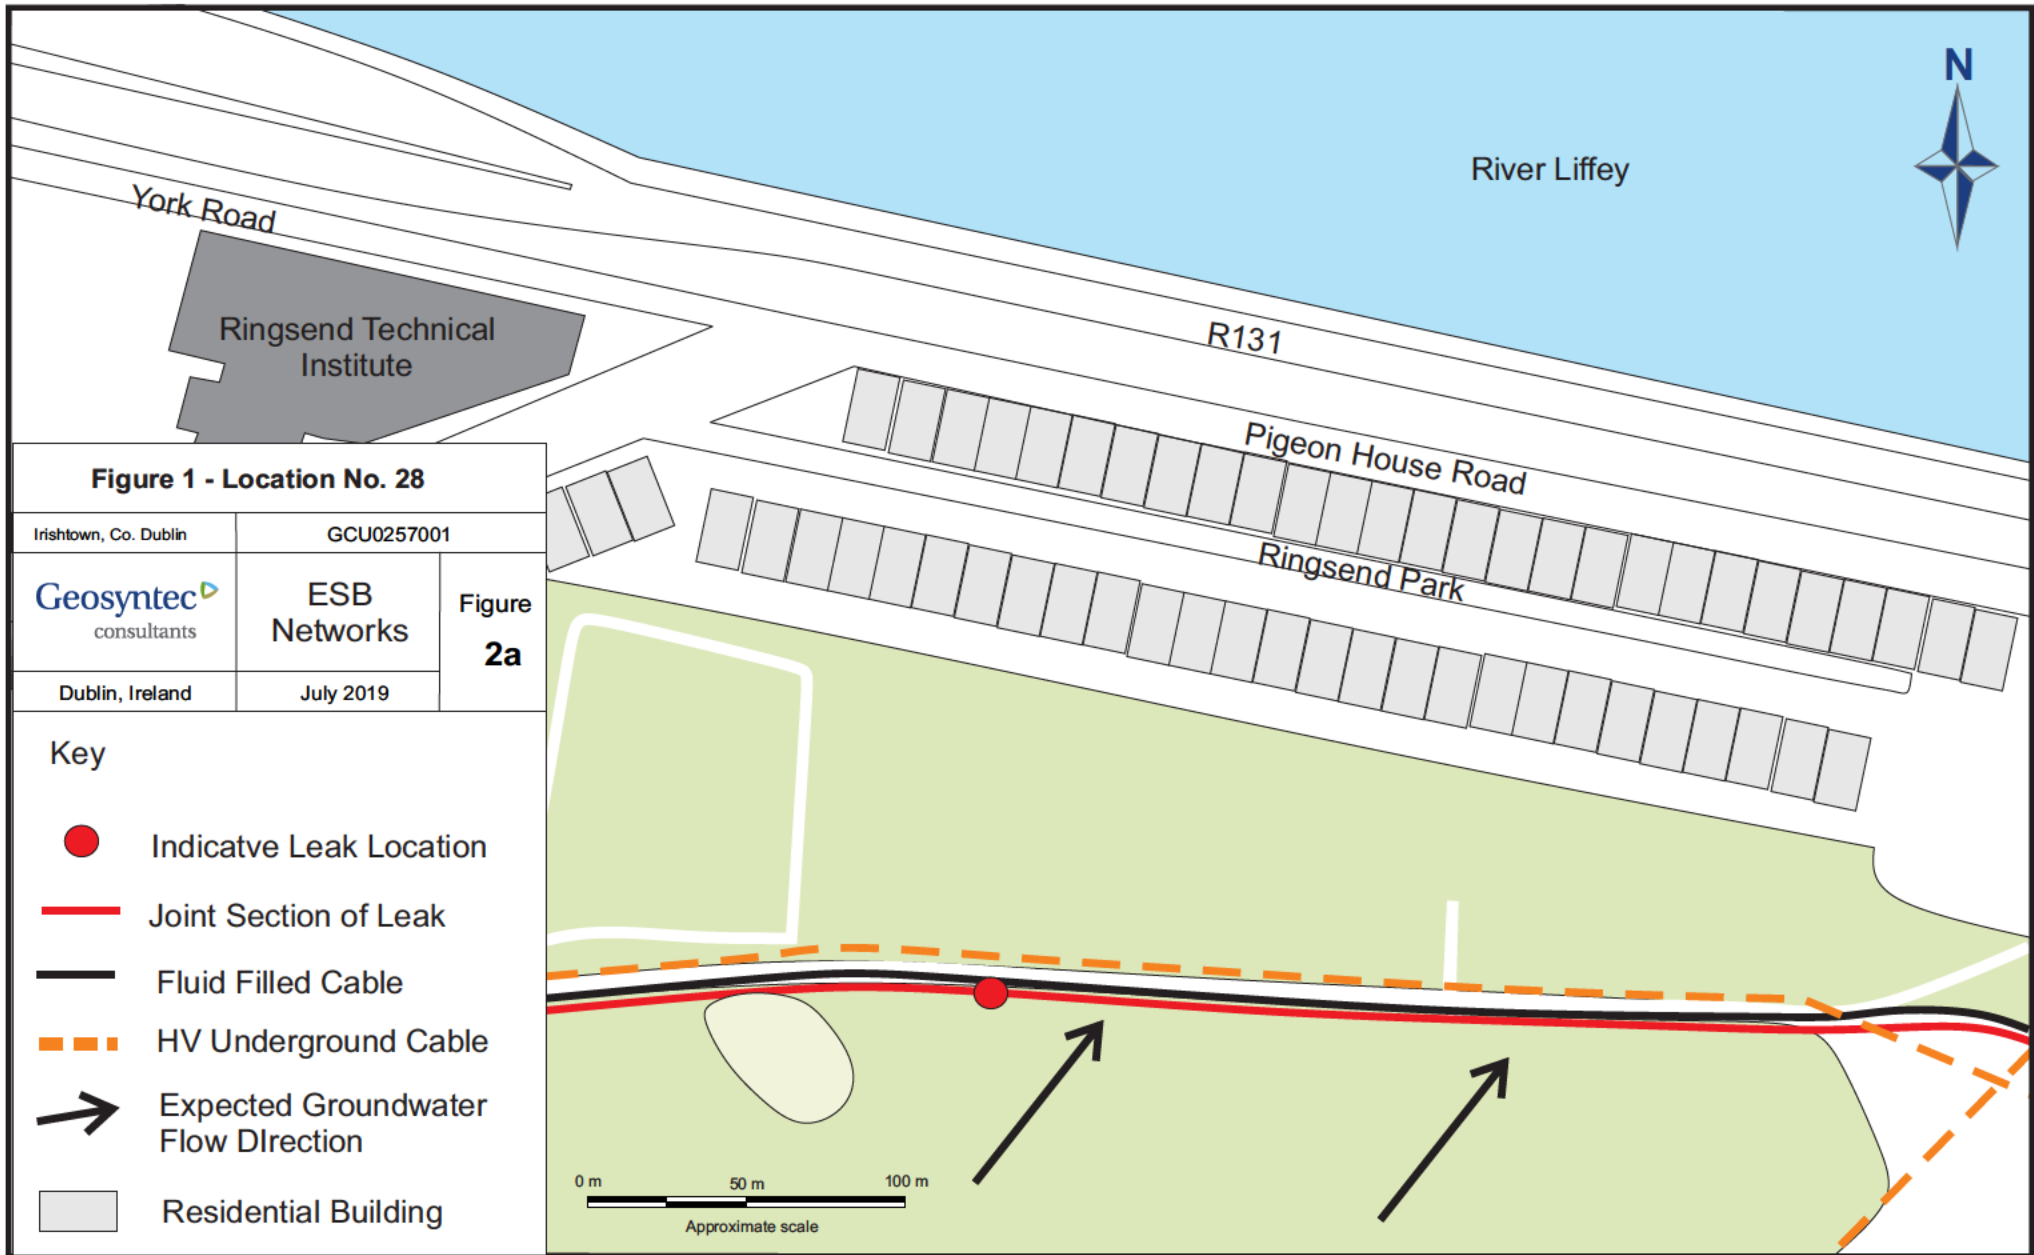 N
River Liffey
York Road
Ringsend Technical
Institute
R131
Pigeon House Road
Ringsend Park
Figure 1 - Location No. 28
Irishtown, Co. Dublin
GCU0257001
Geosyntec
consultants
ESB
Networks
Figure
2a
Dublin, Ireland
July 2019
Key
Indicatve Leak Location
Joint Section of Leak
Fluid Filled Cable
HV Underground Cable
Expected Groundwater
Flow DIrection
Residential Building
0 m
50 m
100 m
Approximate scale